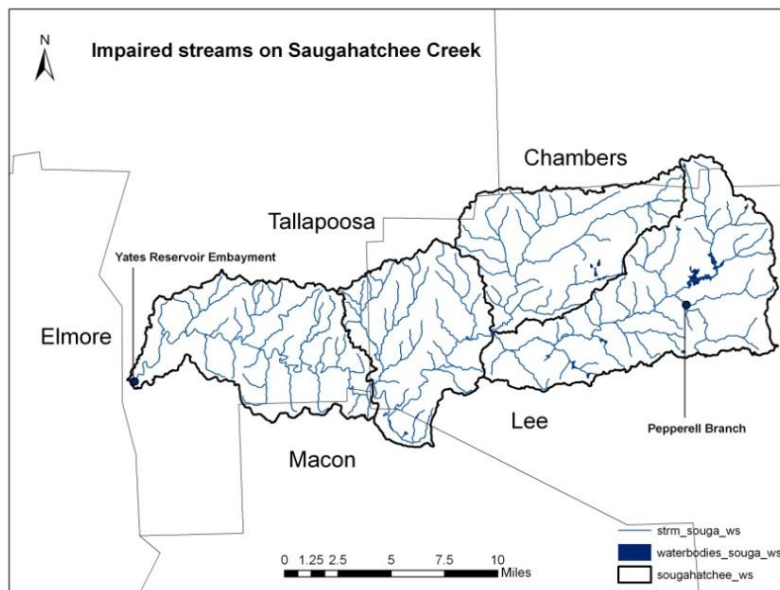 Impaired streams on Saugahatchee Creek
N
Chambers
Tallapoosa
Yates Reservoir Embayment
Elmore
Lee
Pepperell Branch
Macon
strm_souga_ws
0 1.25 2.5 5 7.5 10
Miles
waterbodies_souga_ws
sougahatchee_ws